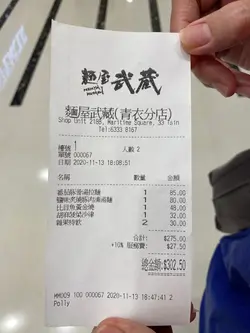 麵屋武蔵
麵屋武蔵(青衣分店)
Shop Unit 218B, Maritime Square, 33 Tsin
Tel:6333 8167
檯號 1 人數 2
單號 000067
日期 2020-11-13 18:08:51
名稱 數量 金額
1 85.00
1 80.00
1 48.00
1 32.00
2 30.00
合計: $275.00
+10% 服務費: $27.50
總金額:$302.50
MM009 100 000067 2020-11-13 18:47:41 2
Polly